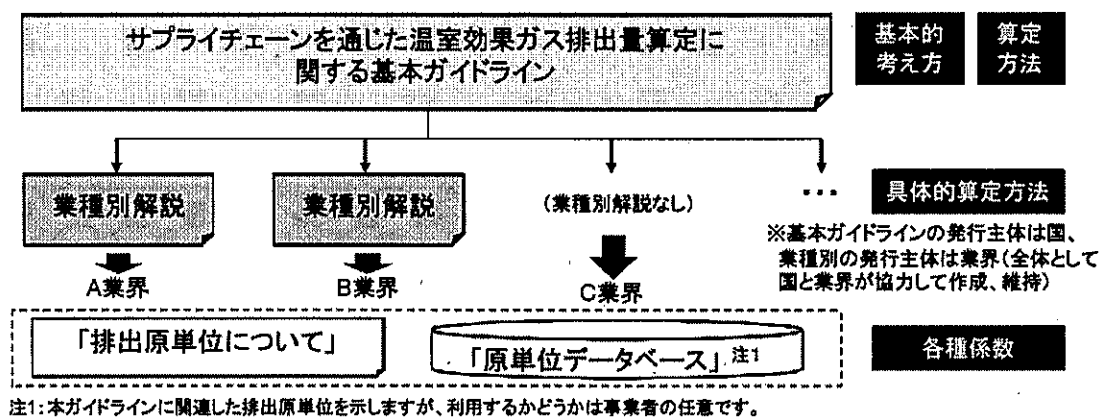 サプライチェーンを通じた温室効果ガス排出量算定に
関する基本ガイドライン
基本的
考え方
算定
方法
業種別解説
業種別解説
(業種別解説なし)
…
具体的算定方法
※基本ガイドラインの発行主体は国、
業種別の発行主体は業界(全体として
国と業界が協力して作成、維持)
A業界
B業界
C業界
「排出原単位について」
「原単位データベース」注1
各種係数
注1:本ガイドラインに関連した排出原単位を示しますが、利用するかどうかは事業者の任意です。